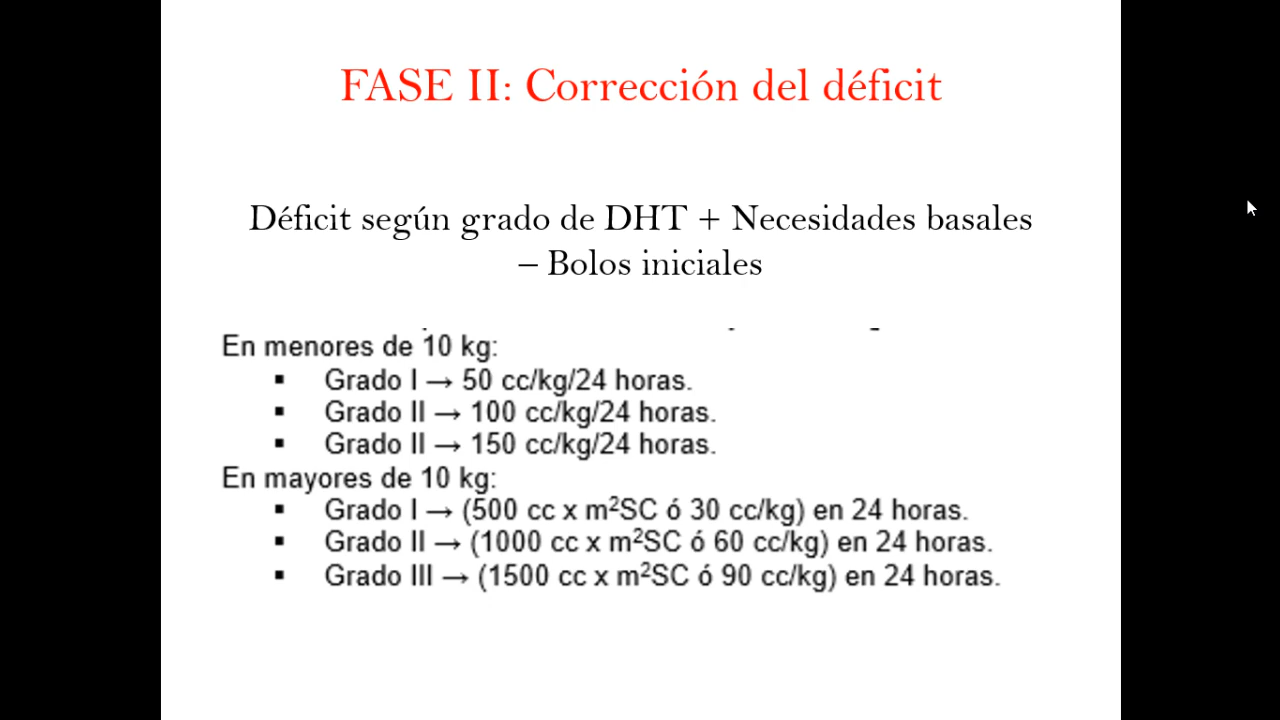 FASE II: Corrección del déficit
Déficit según grado de DHT + Necesidades basales
– Bolos iniciales
En menores de 10 kg:
▪ Grado I → 50 cc/kg/24 horas.
▪ Grado II → 100 cc/kg/24 horas.
▪ Grado II → 150 cc/kg/24 horas.
En mayores de 10 kg:
▪ Grado I → (500 cc x m²SC ó 30 cc/kg) en 24 horas.
▪ Grado II → (1000 cc x m²SC ó 60 cc/kg) en 24 horas.
▪ Grado III → (1500 cc x m²SC ó 90 cc/kg) en 24 horas.